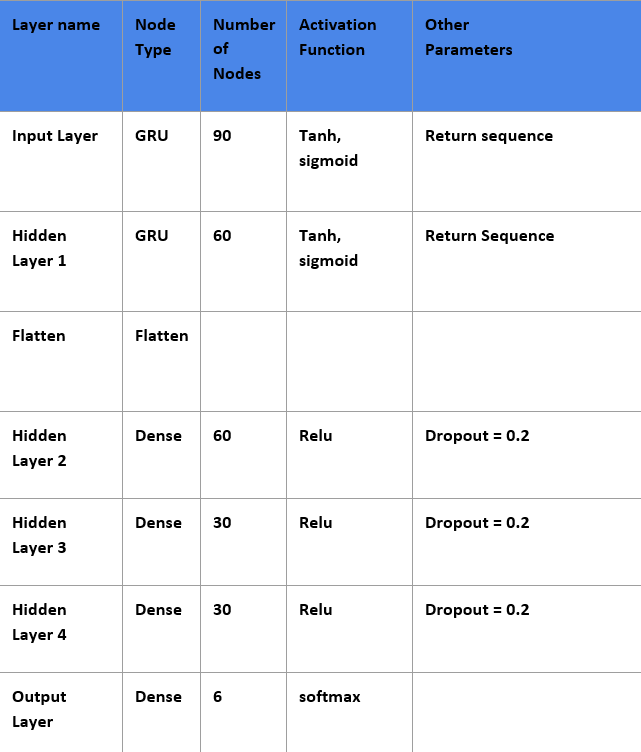 Layer name
Node
Type
Number
of
Nodes
Activation
Function
Other
Parameters
Input Layer
GRU
90
Tanh,
sigmoid
Return sequence
Hidden
Layer 1
GRU
60
Tanh,
sigmoid
Return Sequence
Flatten
Flatten
Hidden
Layer 2
Dense
60
Relu
Dropout = 0.2
Hidden
Layer 3
Dense
30
Relu
Dropout = 0.2
Hidden
Layer 4
Dense
30
Relu
Dropout = 0.2
Output
Layer
Dense
6
softmax